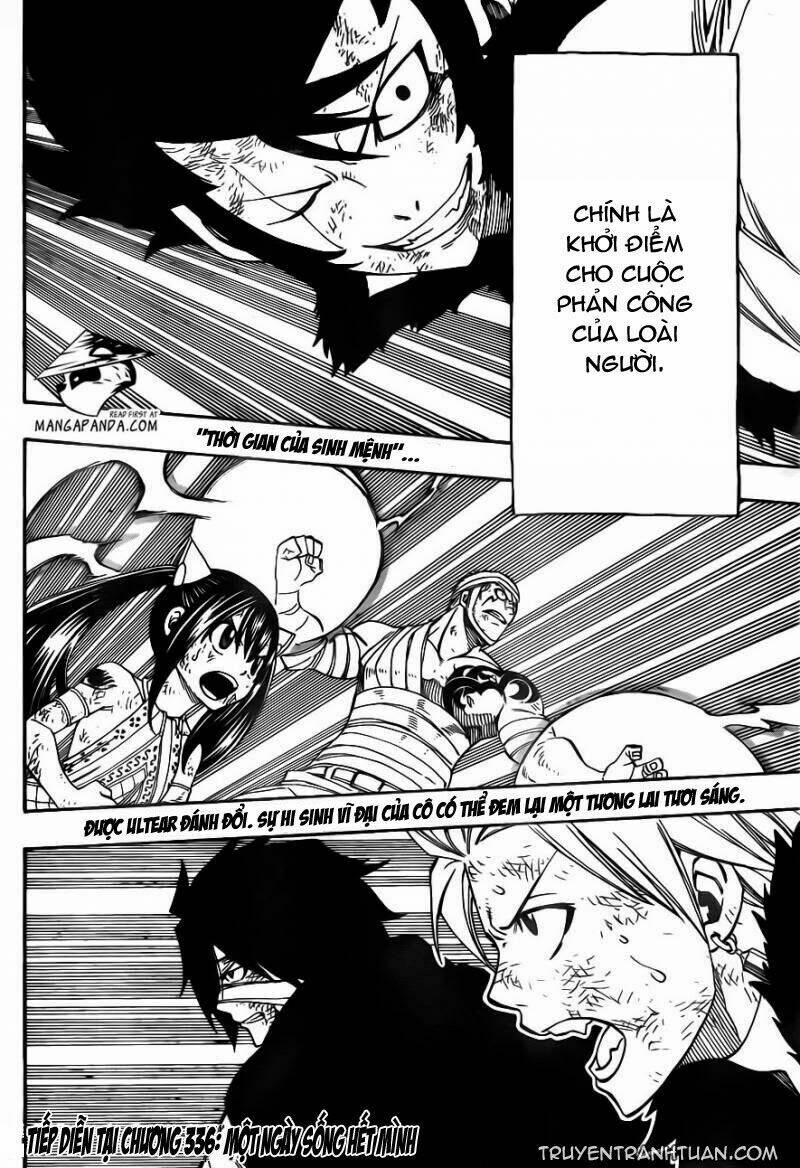 CHÍNH LÀ
KHỞI ĐIỂM
CHO CUỘC
PHẢN CÔNG
CỦA LOÀI
NGƯỜI.
READ FIRST AT
MANGAPANDA.COM
"THỜI GIAN CỦA SINH MỆNH"...
ĐƯỢC ULTEAR ĐÁNH ĐỔI. SỰ HI SINH VĨ ĐẠI CỦA CÔ CÓ THỂ ĐEM LẠI MỘT TƯƠNG LAI TƯƠI SÁNG.
TIẾP DIỄN TẠI CHƯƠNG 336: MỘT NGÀY SỐNG HẾT MÌNH
TRUYENTRANHTUAN.COM